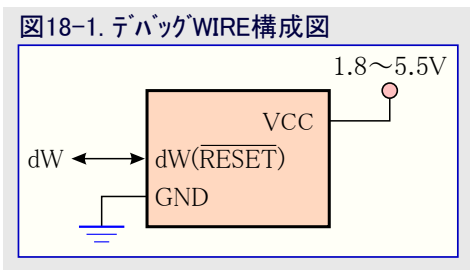 図18-1. デバッグWIRE構成図
1.8～5.5V
VCC
dW
dW(RESET)
GND